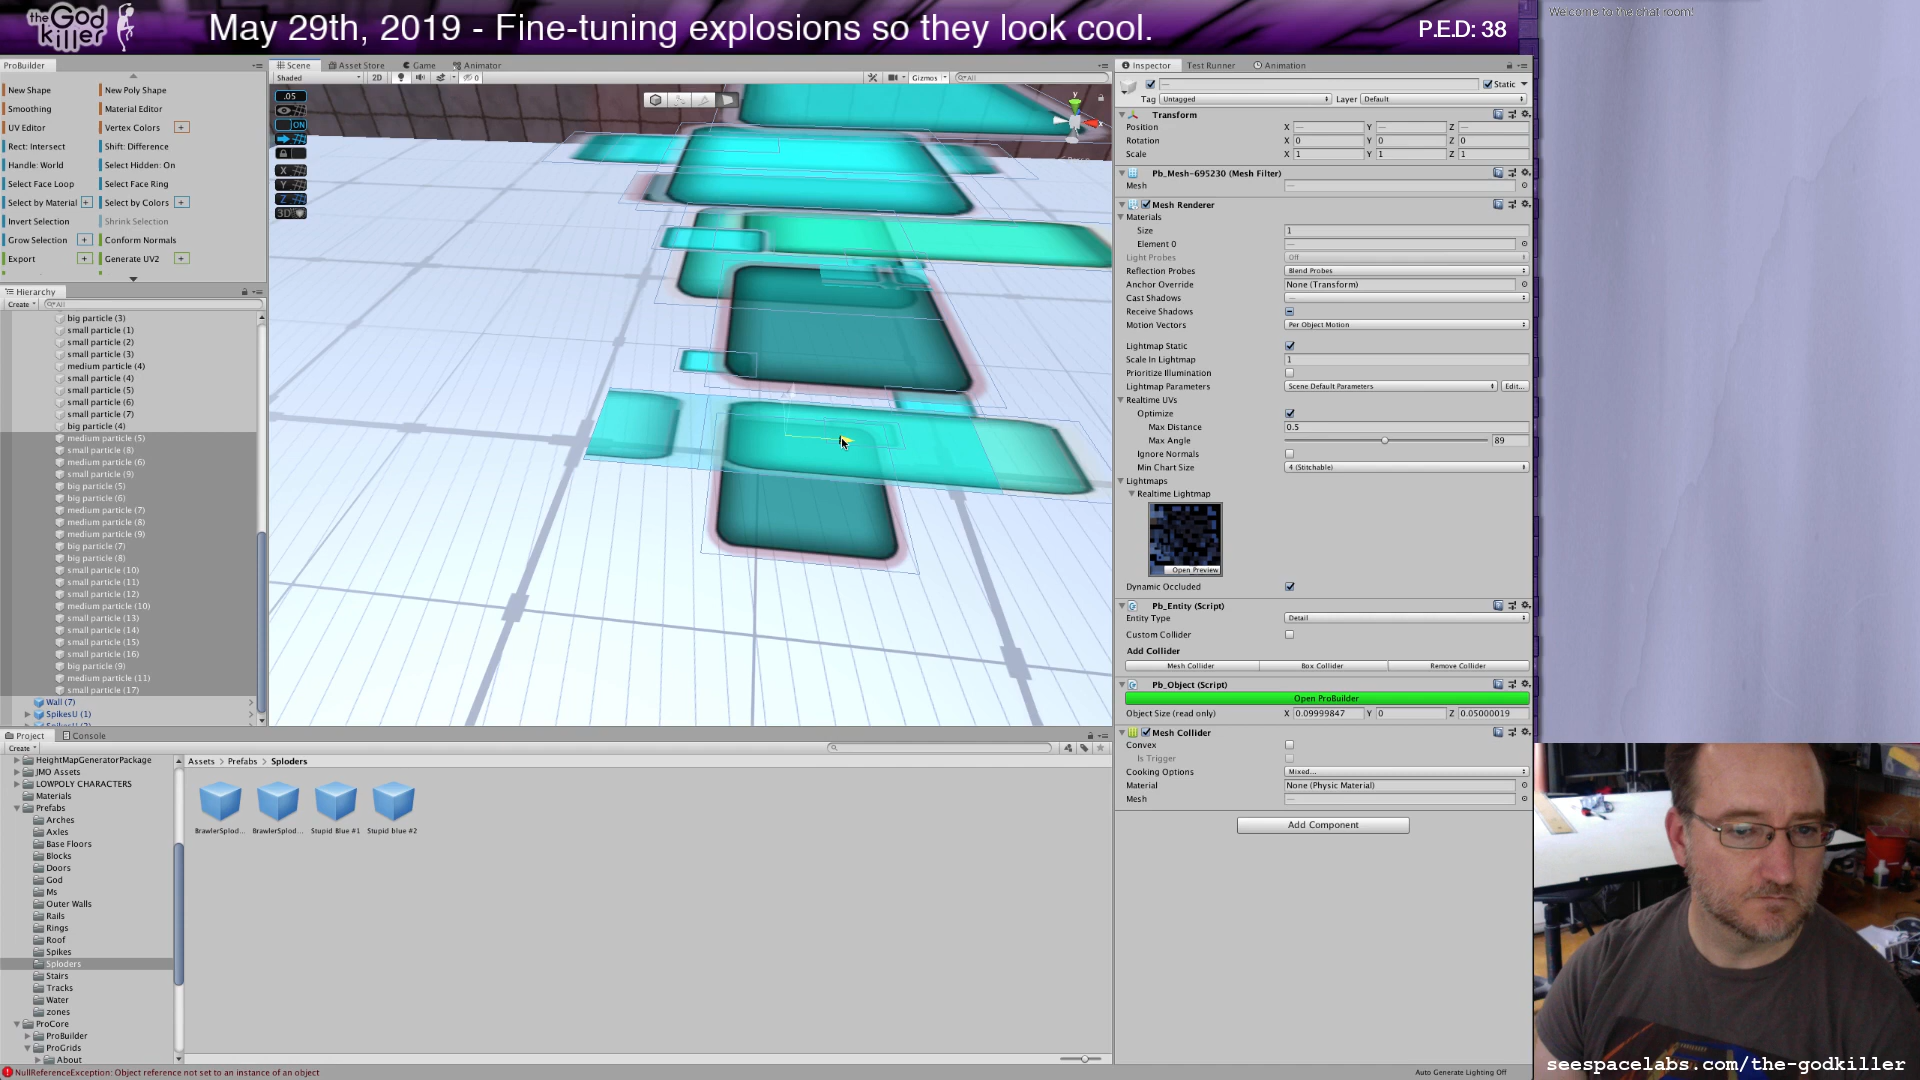 the God killer
May 29th, 2019 - Fine-tuning explosions so they look cool.
P.E.D: 38
Welcome to the chat room!
ProBuilder
New Shape
New Poly Shape
Smoothing
Material Editor
UV Editor
Vertex Colors
Rect: Intersect
Shift: Difference
Handle: World
Select Hidden: On
Select Face Loop
Select Face Ring
Select by Material
Select by Colors
Invert Selection
Shrink Selection
Grow Selection
Conform Normals
Export
Generate UV2
Hierarchy
Create
All
big particle (3)
small particle (1)
small particle (2)
small particle (3)
medium particle (4)
small particle (4)
small particle (5)
small particle (6)
small particle (7)
big particle (4)
medium particle (5)
small particle (8)
medium particle (6)
small particle (9)
big particle (5)
big particle (6)
medium particle (7)
medium particle (8)
medium particle (9)
big particle (7)
big particle (8)
small particle (10)
small particle (11)
small particle (12)
medium particle (10)
small particle (13)
small particle (14)
small particle (15)
small particle (16)
big particle (9)
medium particle (11)
small particle (17)
Wall (7)
SpikesU (1)
Scene
Asset Store
Game
Animator
Shaded
2D
0
Gizmos
All
.05
ON
X
Y
Z
3D
y
x
Inspector
Test Runner
Animation
Static
Tag
Untagged
Layer
Default
Transform
Position X — Y — Z —
Rotation X 0 Y 0 Z 0
Scale X 1 Y 1 Z 1
Pb_Mesh-695230 (Mesh Filter)
Mesh —
Mesh Renderer
Materials
Size 1
Element 0 —
Light Probes Off
Reflection Probes Blend Probes
Anchor Override None (Transform)
Cast Shadows —
Receive Shadows
Motion Vectors Per Object Motion
Lightmap Static
Scale In Lightmap 1
Prioritize Illumination
Lightmap Parameters Scene Default Parameters Edit...
Realtime UVs
Optimize
Max Distance 0.5
Max Angle 89
Ignore Normals
Min Chart Size 4 (Stitchable)
Lightmaps
Realtime Lightmap
Open Preview
Dynamic Occluded
Pb_Entity (Script)
Entity Type Detail
Custom Collider
Add Collider
Mesh Collider
Box Collider
Remove Collider
Pb_Object (Script)
Open ProBuilder
Object Size (read only) X 0.09999847 Y 0 Z 0.05000019
Mesh Collider
Convex
Is Trigger
Cooking Options Mixed...
Material None (Physic Material)
Mesh —
Add Component
Project
Console
Create
HeightMapGeneratorPackage
JMO Assets
LOWPOLY CHARACTERS
Materials
Prefabs
Arches
Axles
Base Floors
Blocks
Doors
God
Ms
Outer Walls
Rails
Rings
Roof
Spikes
Sploders
Stairs
Tracks
Water
zones
ProCore
ProBuilder
ProGrids
About
Assets > Prefabs > Sploders
BrawlerSplod...
BrawlerSplod...
Stupid Blue #1
Stupid blue #2
NullReferenceException: Object reference not set to an instance of an object
Auto Generate Lighting Off
seespacelabs.com/the-godkiller